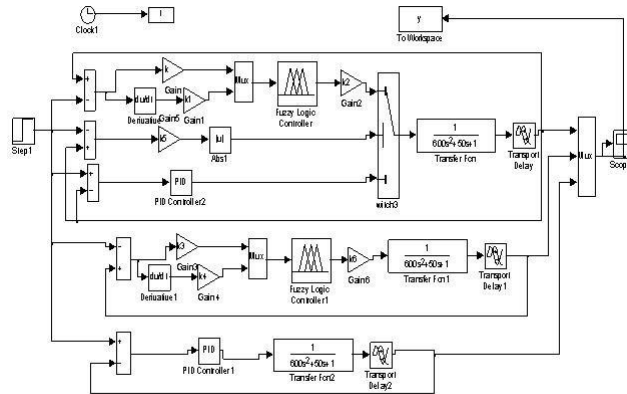 t
Clock1
y
To Workspace
Step1
+
-
du/dt
Derivative
k
Gain
Gain5
k1
Gain1
Mux
Fuzzy Logic
Controller
k2
Gain2
-
+
k5
|u|
Abs1
+
-
PID
PID Controller2
switch3
1
600s²+50s+1
Transfer Fcn
Transport
Delay
Mux
Scop
-
+
du/dt
Derivative1
k3
Gain3
k4
Gain4
Mux
Fuzzy Logic
Controller1
k6
Gain6
1
600s²+50s+1
Transfer Fcn1
Transport
Delay1
+
-
PID
PID Controller1
1
600s²+50s+1
Transfer Fcn2
Transport
Delay2